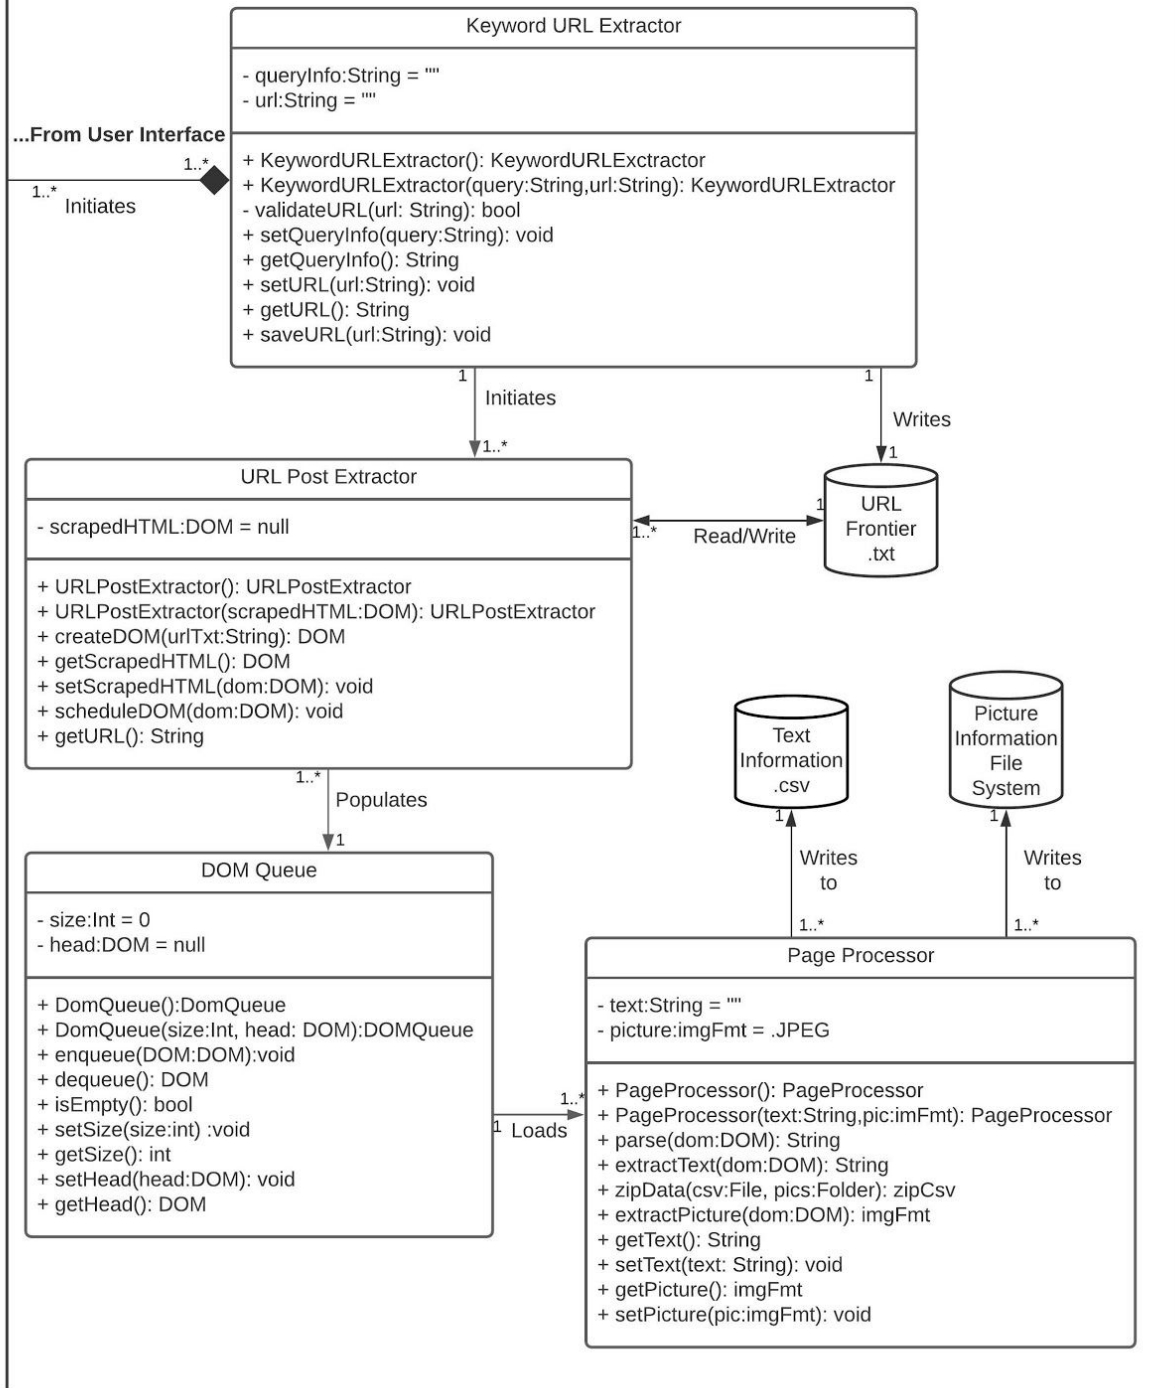 Keyword URL Extractor
- queryInfo:String = ""
- url:String = ""
...From User Interface
1..*
1..*
Initiates
+ KeywordURLExtractor(): KeywordURLExctractor
+ KeywordURLExtractor(query:String,url:String): KeywordURLExtractor
- validateURL(url: String): bool
+ setQueryInfo(query:String): void
+ getQueryInfo(): String
+ setURL(url:String): void
+ getURL(): String
+ saveURL(url:String): void
1
Initiates
1..*
1
Writes
1
URL Post Extractor
- scrapedHTML:DOM = null
+ URLPostExtractor(): URLPostExtractor
+ URLPostExtractor(scrapedHTML:DOM): URLPostExtractor
+ createDOM(urlTxt:String): DOM
+ getScrapedHTML(): DOM
+ setScrapedHTML(dom:DOM): void
+ scheduleDOM(dom:DOM): void
+ getURL(): String
1..*
Read/Write
1
URL
Frontier
.txt
1..*
Populates
1
Text
Information
.csv
Picture
Information
File
System
1
Writes
to
1..*
1
Writes
to
1..*
DOM Queue
- size:Int = 0
- head:DOM = null
+ DomQueue():DomQueue
+ DomQueue(size:Int, head: DOM):DOMQueue
+ enqueue(DOM:DOM):void
+ dequeue(): DOM
+ isEmpty(): bool
+ setSize(size:int) :void
+ getSize(): int
+ setHead(head:DOM): void
+ getHead(): DOM
1..*
1
Loads
Page Processor
- text:String = ""
- picture:imgFmt = .JPEG
+ PageProcessor(): PageProcessor
+ PageProcessor(text:String,pic:imFmt): PageProcessor
+ parse(dom:DOM): String
+ extractText(dom:DOM): String
+ zipData(csv:File, pics:Folder): zipCsv
+ extractPicture(dom:DOM): imgFmt
+ getText(): String
+ setText(text: String): void
+ getPicture(): imgFmt
+ setPicture(pic:imgFmt): void